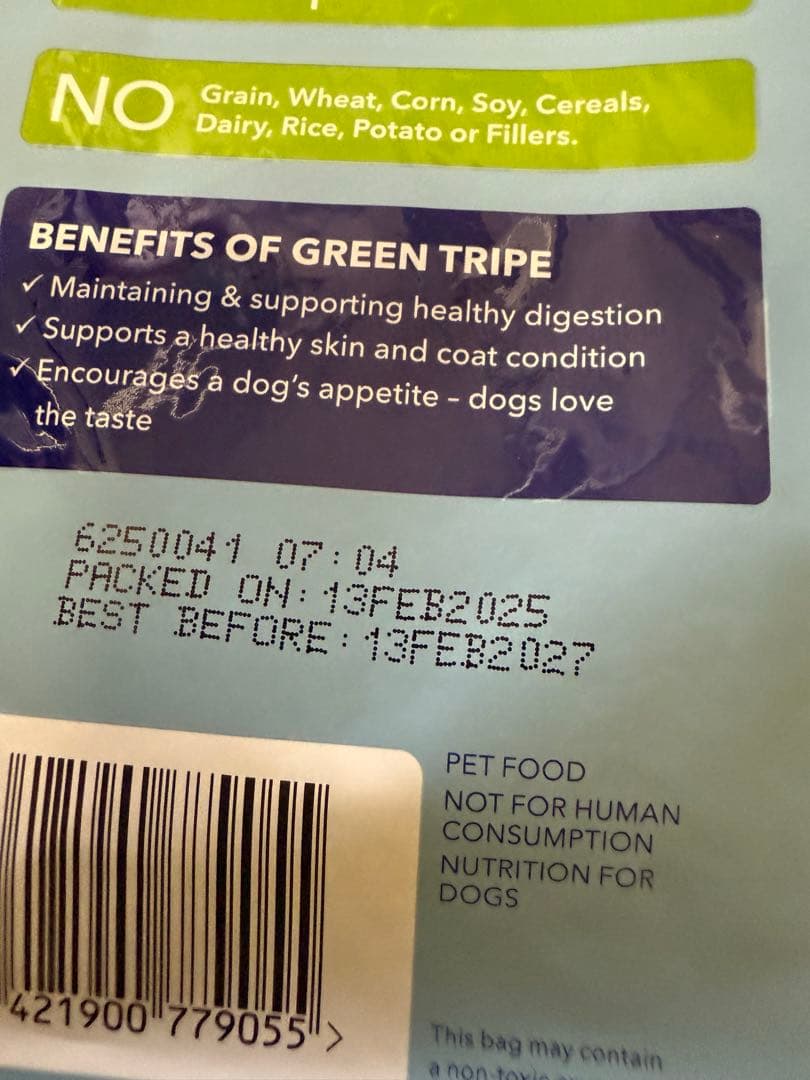 NO
Grain, Wheat, Corn, Soy, Cereals,
Dairy, Rice, Potato or Fillers.
BENEFITS OF GREEN TRIPE
✓ Maintaining & supporting healthy digestion
✓ Supports a healthy skin and coat condition
✓ Encourages a dog's appetite – dogs love
the taste
6250041 07:04
PACKED ON: 13FEB2025
BEST BEFORE: 13FEB2027
PET FOOD
NOT FOR HUMAN
CONSUMPTION
NUTRITION FOR
DOGS
421900 779055 >
This bag may contain
a non-toxic